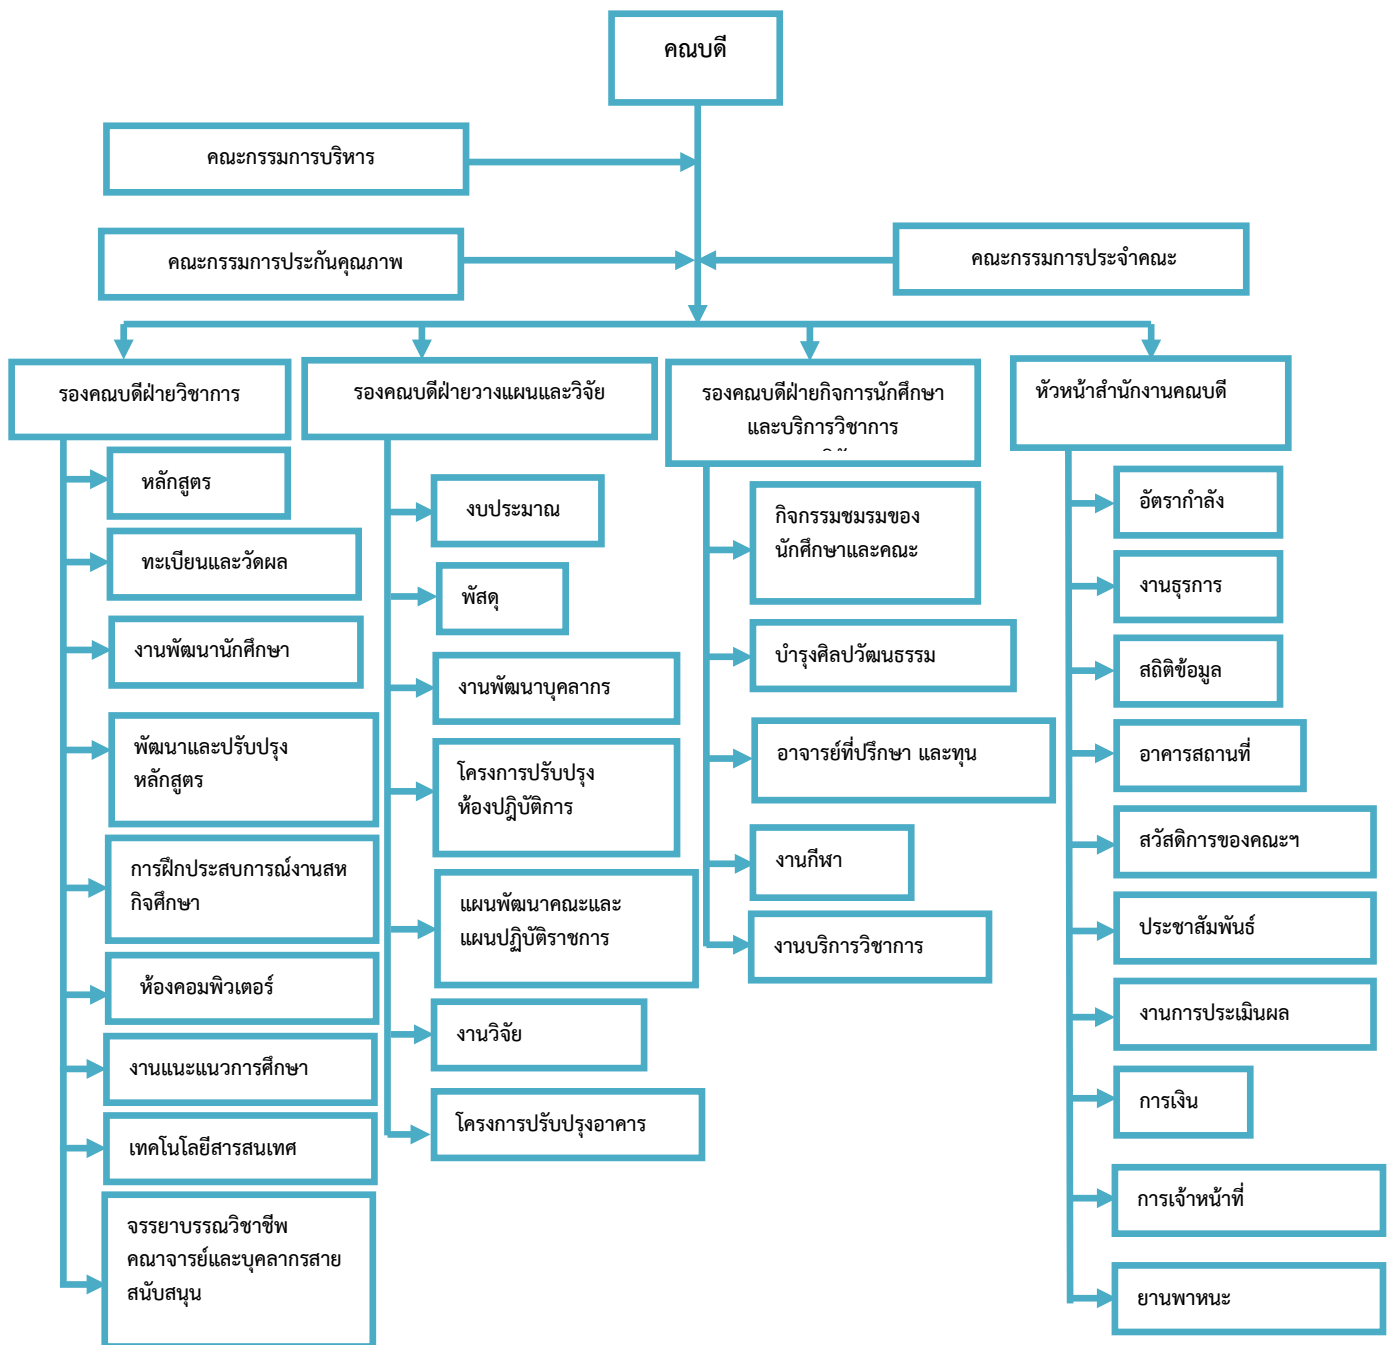 คณบดี
คณะกรรมการบริหาร
คณะกรรมการประกันคุณภาพ
คณะกรรมการประจำคณะ
รองคณบดีฝ่ายวิชาการ
หลักสูตร
ทะเบียนและวัดผล
งานพัฒนานักศึกษา
พัฒนาและปรับปรุง
หลักสูตร
การฝึกประสบการณ์งานสห
กิจศึกษา
ห้องคอมพิวเตอร์
งานแนะแนวการศึกษา
เทคโนโลยีสารสนเทศ
จรรยาบรรณวิชาชีพ
คณาจารย์และบุคลากรสาย
สนับสนุน
รองคณบดีฝ่ายวางแผนและวิจัย
งบประมาณ
พัสดุ
งานพัฒนาบุคลากร
โครงการปรับปรุง
ห้องปฎิบัติการ
แผนพัฒนาคณะและ
แผนปฏิบัติราชการ
งานวิจัย
โครงการปรับปรุงอาคาร
รองคณบดีฝ่ายกิจการนักศึกษา
และบริการวิชาการ
กิจกรรมชมรมของ
นักศึกษาและคณะ
บำรุงศิลปวัฒนธรรม
อาจารย์ที่ปรึกษา และทุน
งานกีฬา
งานบริการวิชาการ
หัวหน้าสำนักงานคณบดี
อัตรากำลัง
งานธุรการ
สถิติข้อมูล
อาคารสถานที่
สวัสดิการของคณะฯ
ประชาสัมพันธ์
งานการประเมินผล
การเงิน
การเจ้าหน้าที่
ยานพาหนะ